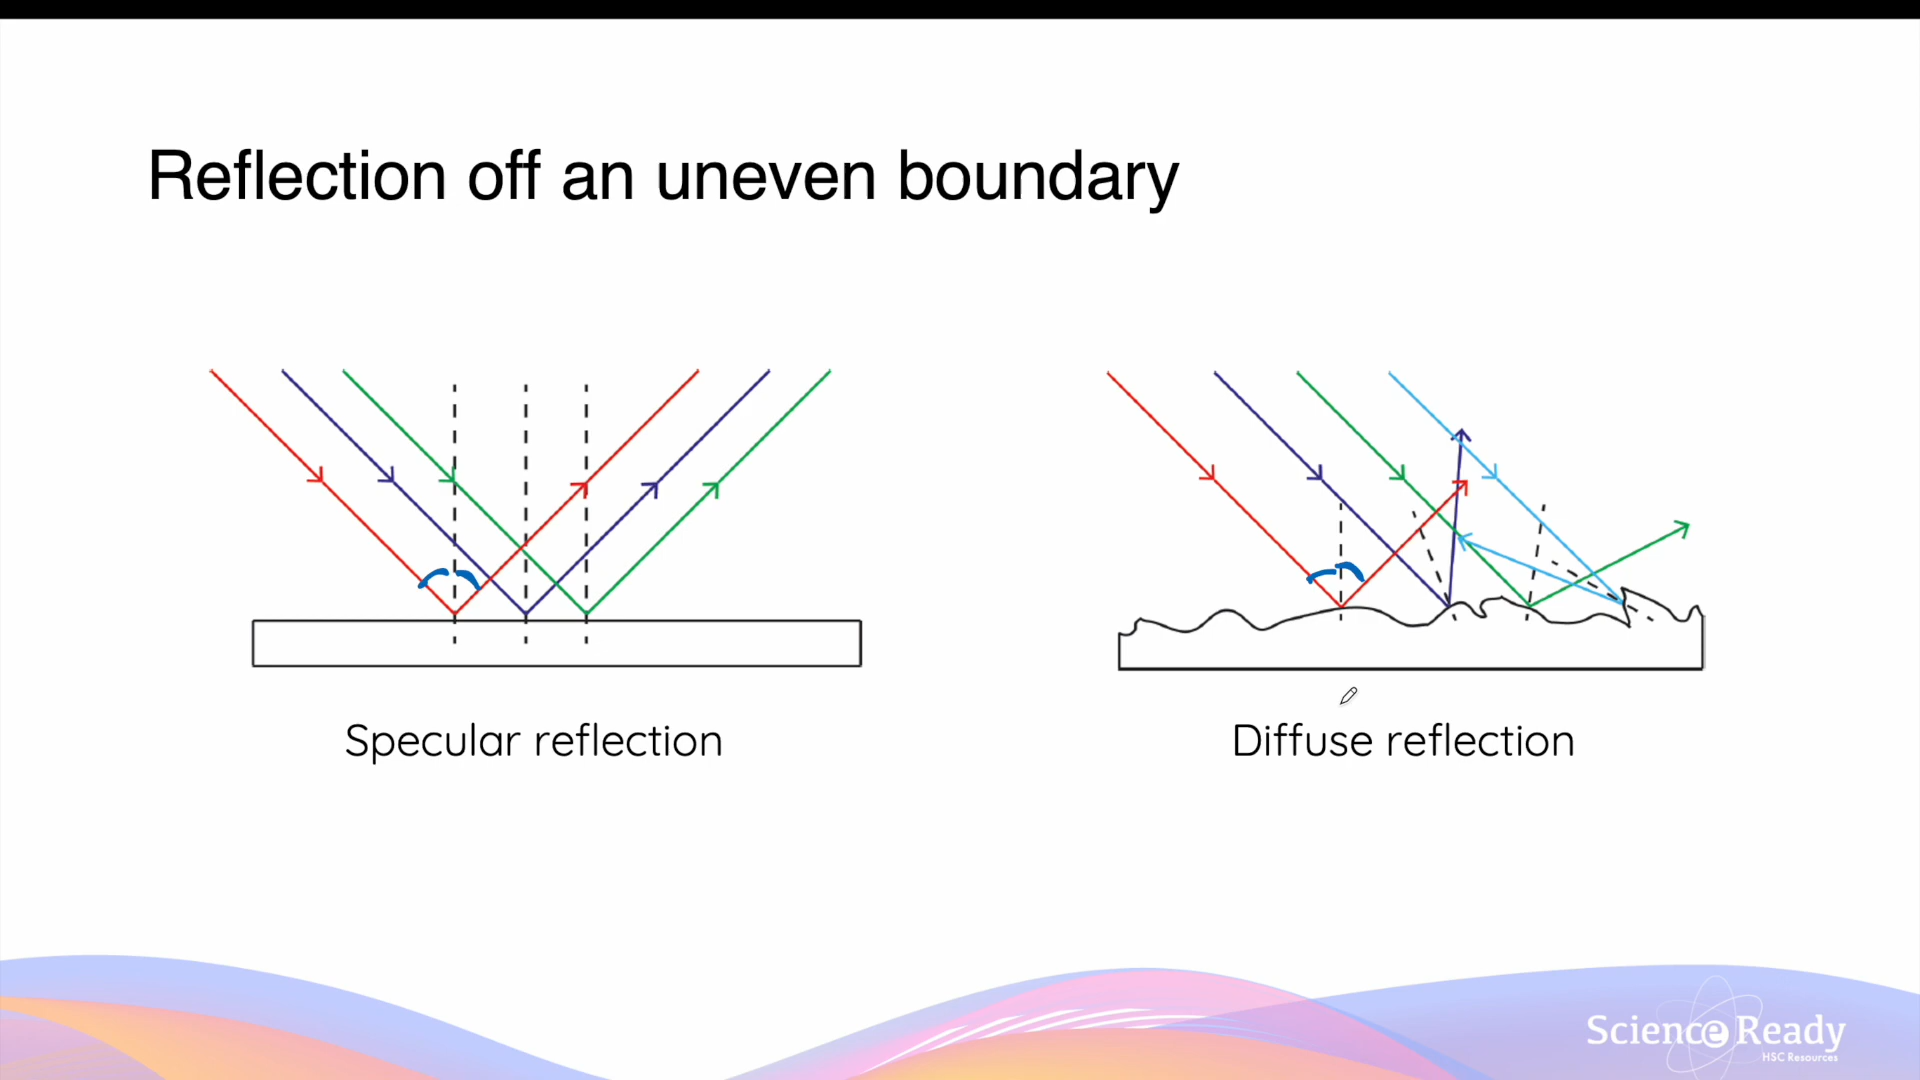 Reflection off an uneven boundary
Specular reflection
Diffuse reflection
Science Ready
HSC Resources